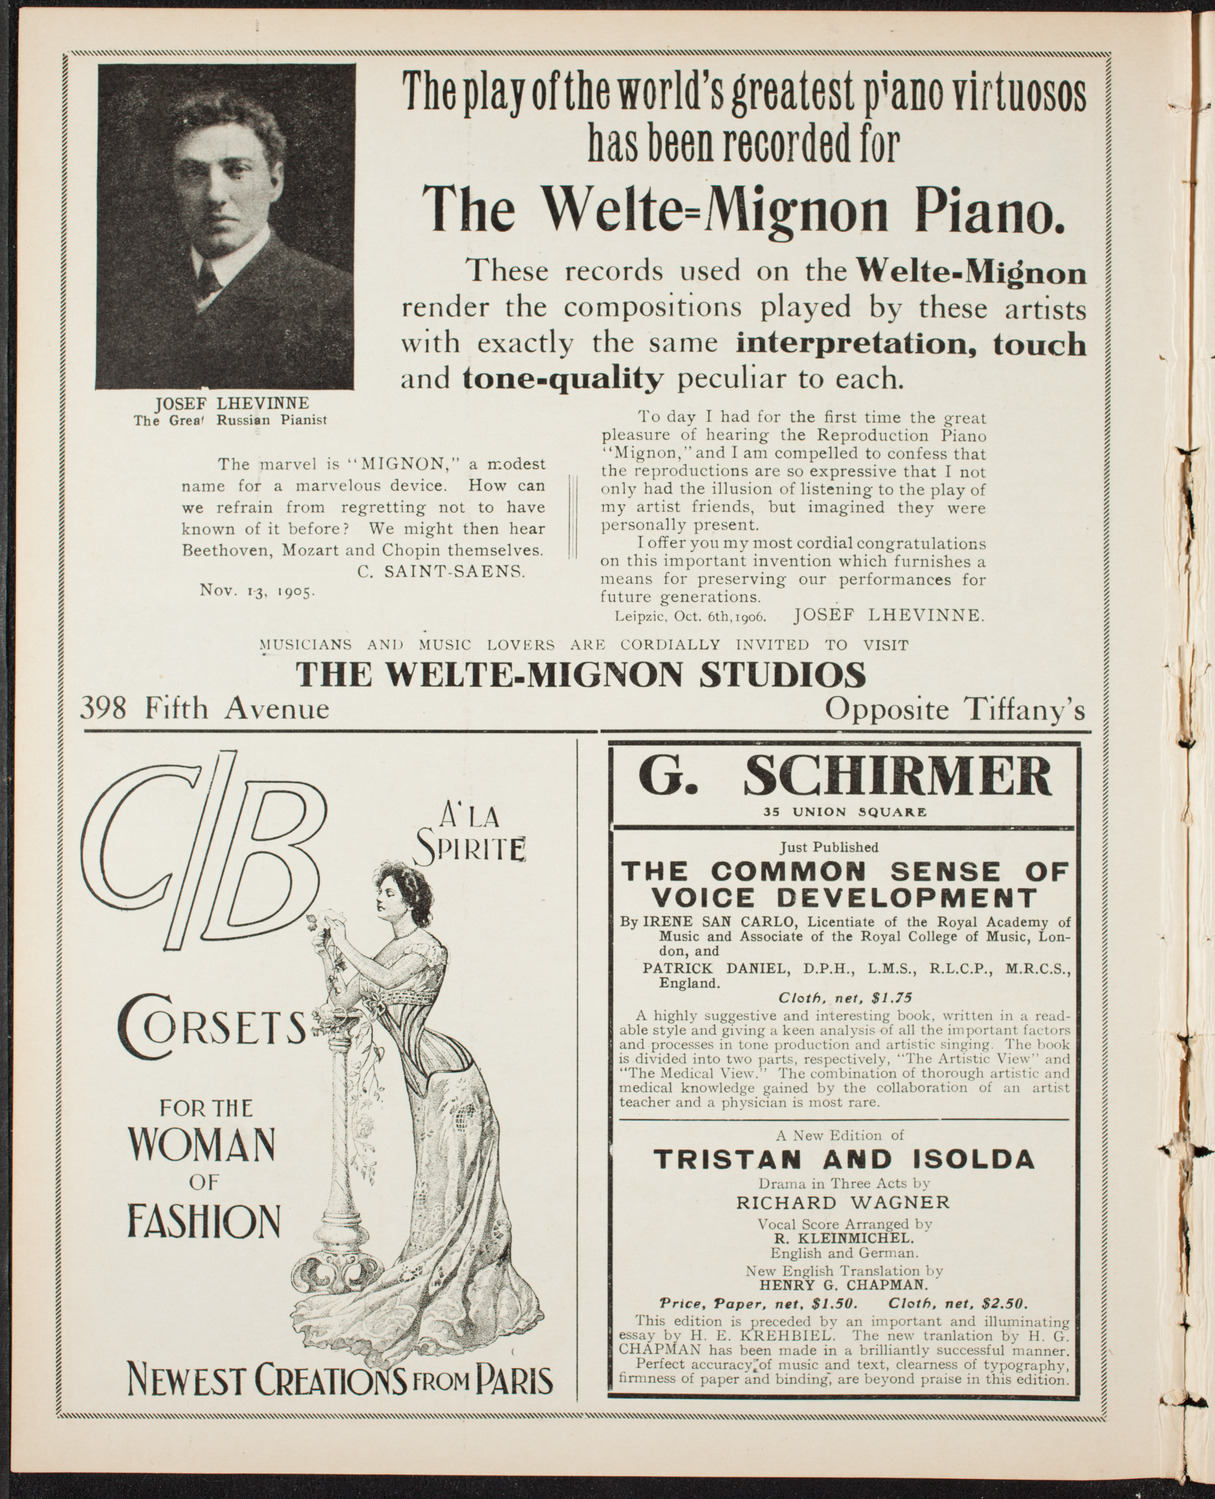 The play of the world's greatest piano virtuosos
has been recorded for
The Welte=Mignon Piano.
These records used on the Welte-Mignon
render the compositions played by these artists
with exactly the same interpretation, touch
and tone-quality peculiar to each.
JOSEF LHEVINNE
The Great Russian Pianist
The marvel is "MIGNON," a modest
name for a marvelous device. How can
we refrain from regretting not to have
known of it before? We might then hear
Beethoven, Mozart and Chopin themselves.
C. SAINT-SAENS.
Nov. 13, 1905.
To day I had for the first time the great
pleasure of hearing the Reproduction Piano
"Mignon," and I am compelled to confess that
the reproductions are so expressive that I not
only had the illusion of listening to the play of
my artist friends, but imagined they were
personally present.
I offer you my most cordial congratulations
on this important invention which furnishes a
means for preserving our performances for
future generations.
Leipzic, Oct. 6th, 1906. JOSEF LHEVINNE.
MUSICIANS AND MUSIC LOVERS ARE CORDIALLY INVITED TO VISIT
THE WELTE-MIGNON STUDIOS
398 Fifth Avenue Opposite Tiffany's
C/B
A'LA
SPIRITE
CORSETS
FOR THE
WOMAN
OF
FASHION
NEWEST CREATIONS FROM PARIS
G. SCHIRMER
35 UNION SQUARE
Just Published
THE COMMON SENSE OF
VOICE DEVELOPMENT
By IRENE SAN CARLO, Licentiate of the Royal Academy of
Music and Associate of the Royal College of Music, Lon-
don, and
PATRICK DANIEL, D.P.H., L.M.S., R.L.C.P., M.R.C.S.,
England.
Cloth, net, $1.75
A highly suggestive and interesting book, written in a read-
able style and giving a keen analysis of all the important factors
and processes in tone production and artistic singing. The book
is divided into two parts, respectively, "The Artistic View" and
"The Medical View." The combination of thorough artistic and
medical knowledge gained by the collaboration of an artist
teacher and a physician is most rare.
A New Edition of
TRISTAN AND ISOLDA
Drama in Three Acts by
RICHARD WAGNER
Vocal Score Arranged by
R. KLEINMICHEL.
English and German.
New English Translation by
HENRY G. CHAPMAN.
Price, Paper, net, $1.50. Cloth, net, $2.50.
This edition is preceded by an important and illuminating
essay by H. E. KREHBIEL. The new tranlation by H. G.
CHAPMAN has been made in a brilliantly successful manner.
Perfect accuracy of music and text, clearness of typography,
firmness of paper and binding, are beyond praise in this edition.